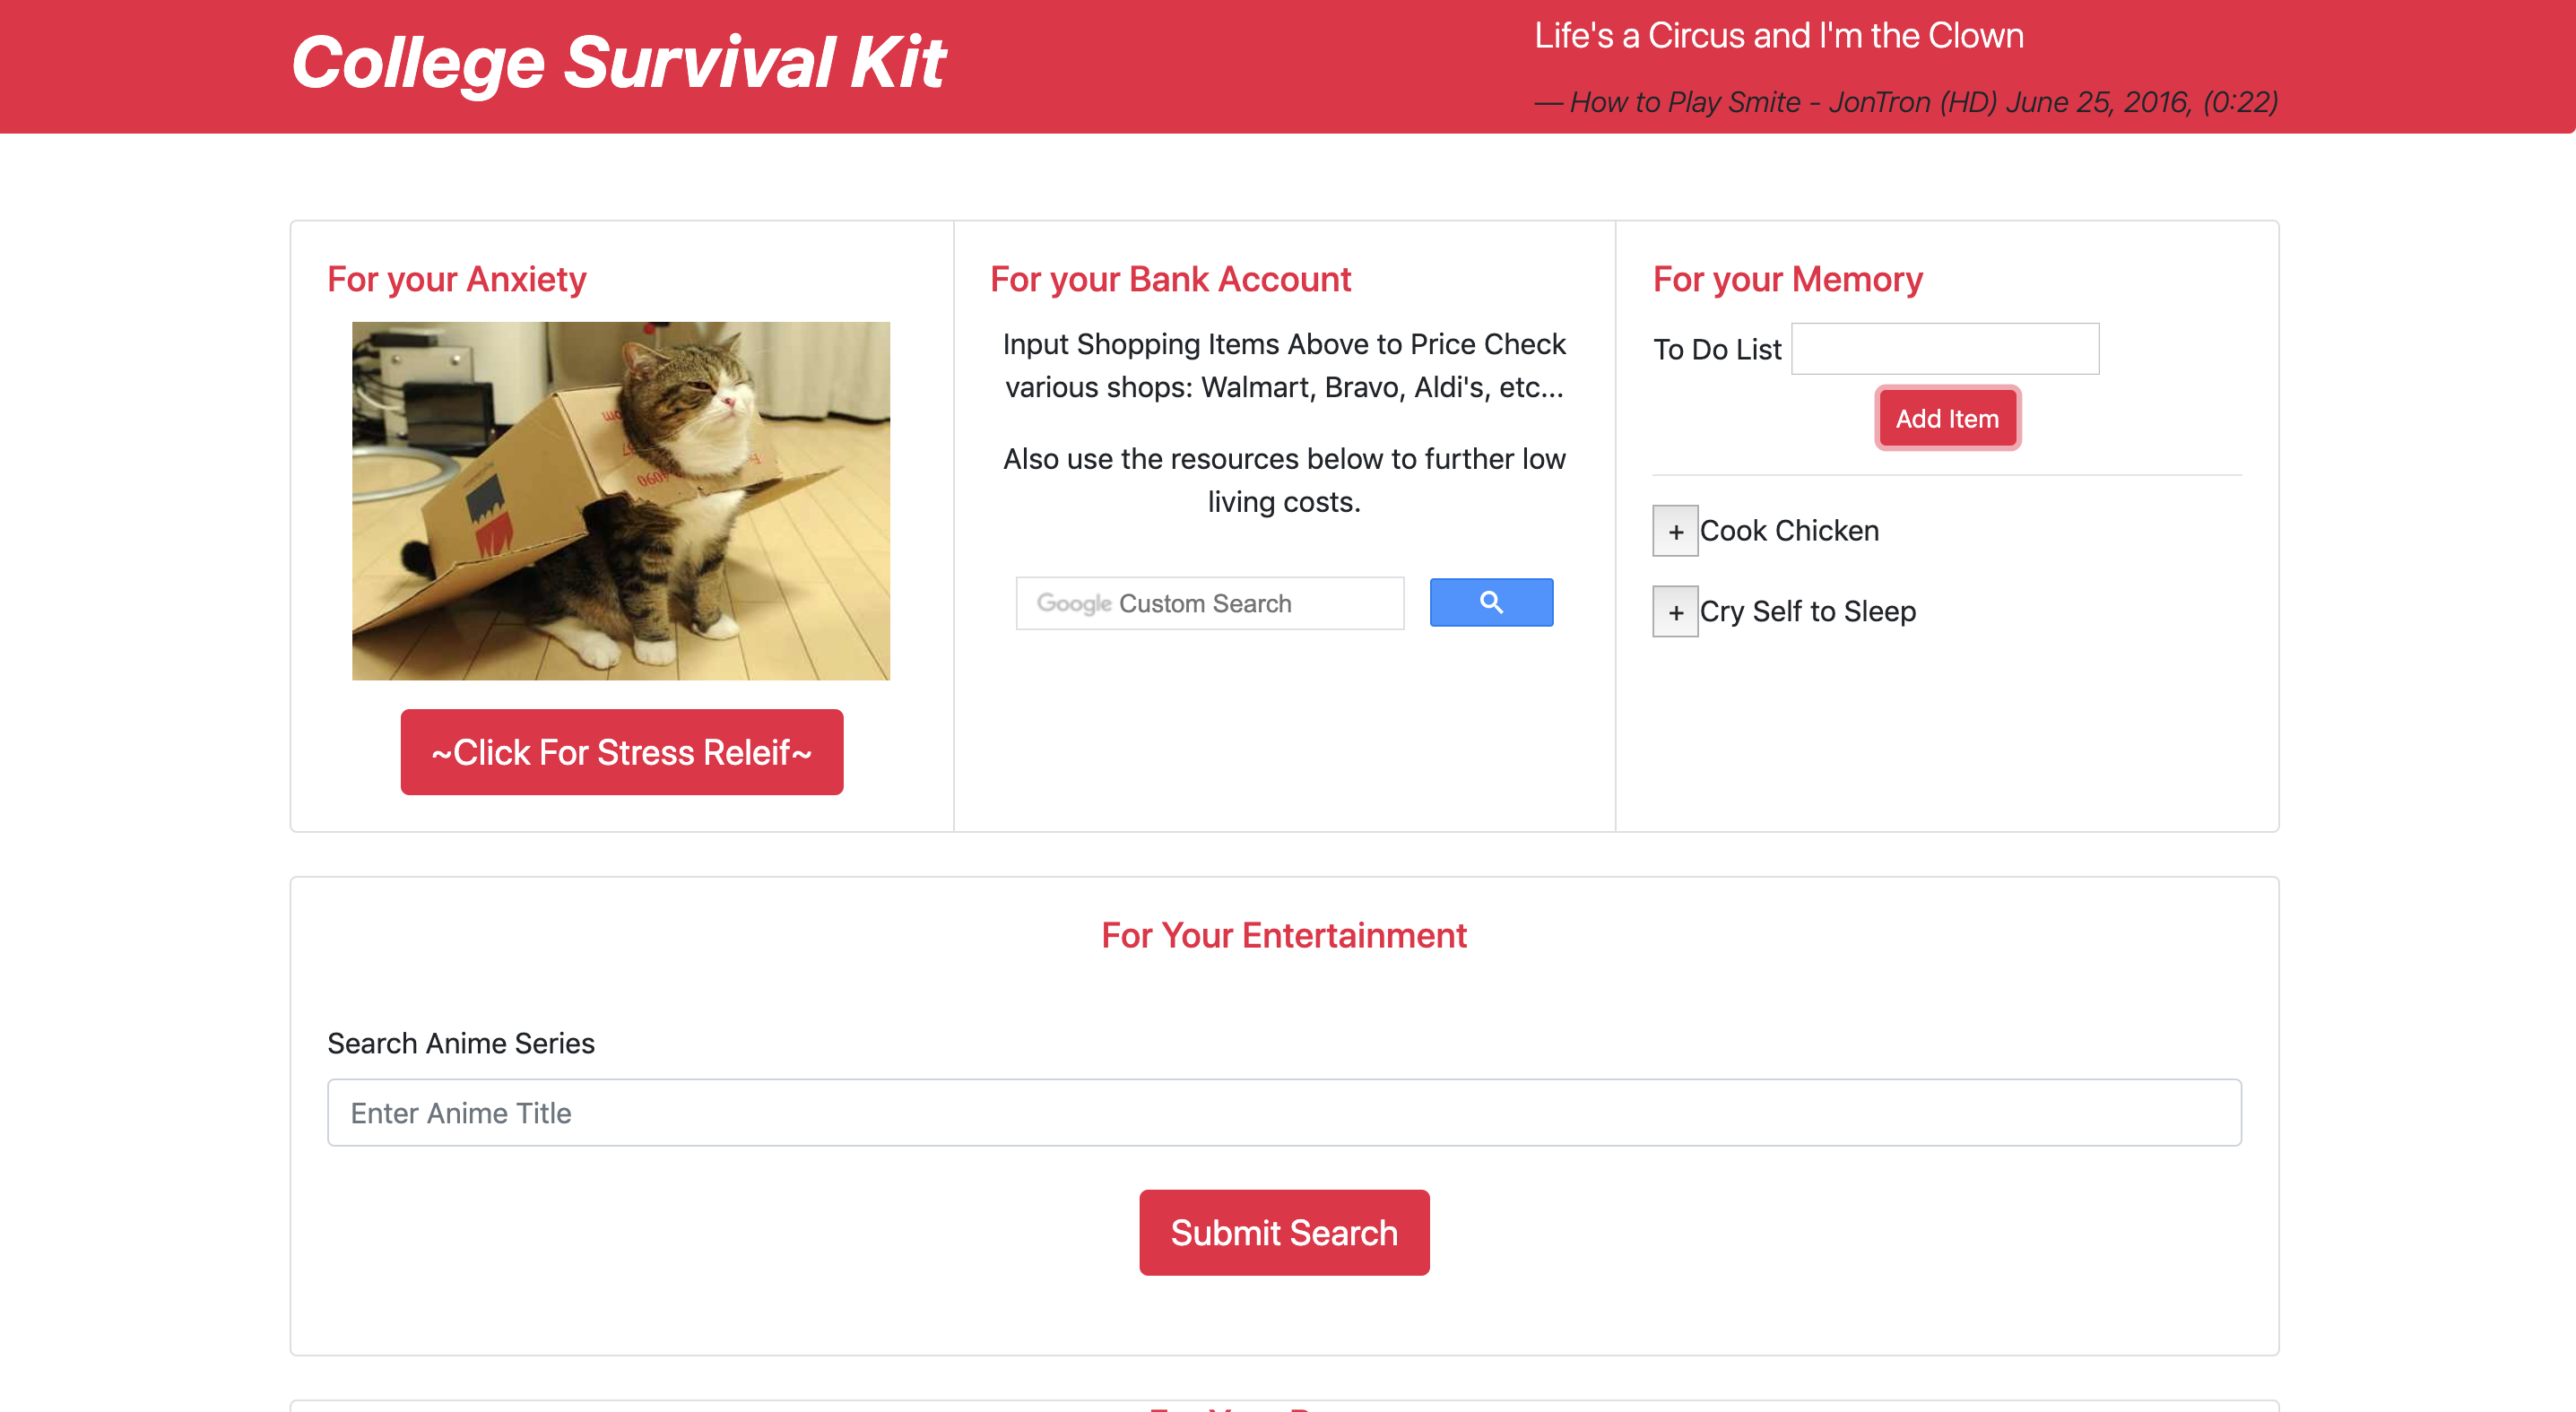 College Survival Kit
Life's a Circus and I'm the Clown
— How to Play Smite - JonTron (HD) June 25, 2016, (0:22)
For your Anxiety
~Click For Stress Releif~
For your Bank Account
Input Shopping Items Above to Price Check
various shops: Walmart, Bravo, Aldi's, etc...
Also use the resources below to further low
living costs.
Google Custom Search
For your Memory
To Do List
Add Item
+ Cook Chicken
+ Cry Self to Sleep
For Your Entertainment
Search Anime Series
Enter Anime Title
Submit Search